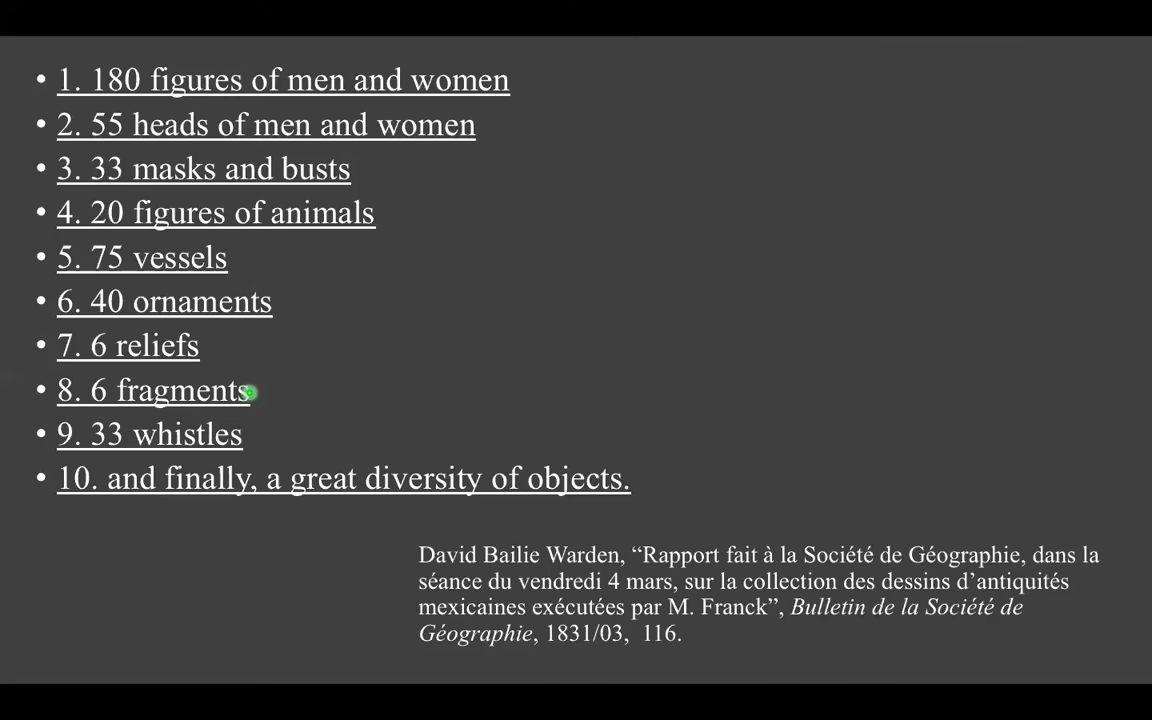 • 1. 180 figures of men and women
• 2. 55 heads of men and women
• 3. 33 masks and busts
• 4. 20 figures of animals
• 5. 75 vessels
• 6. 40 ornaments
• 7. 6 reliefs
• 8. 6 fragments
• 9. 33 whistles
• 10. and finally, a great diversity of objects.
David Bailie Warden, “Rapport fait à la Société de Géographie, dans la
séance du vendredi 4 mars, sur la collection des dessins d’antiquités
mexicaines exécutées par M. Franck”, Bulletin de la Société de
Géographie, 1831/03, 116.